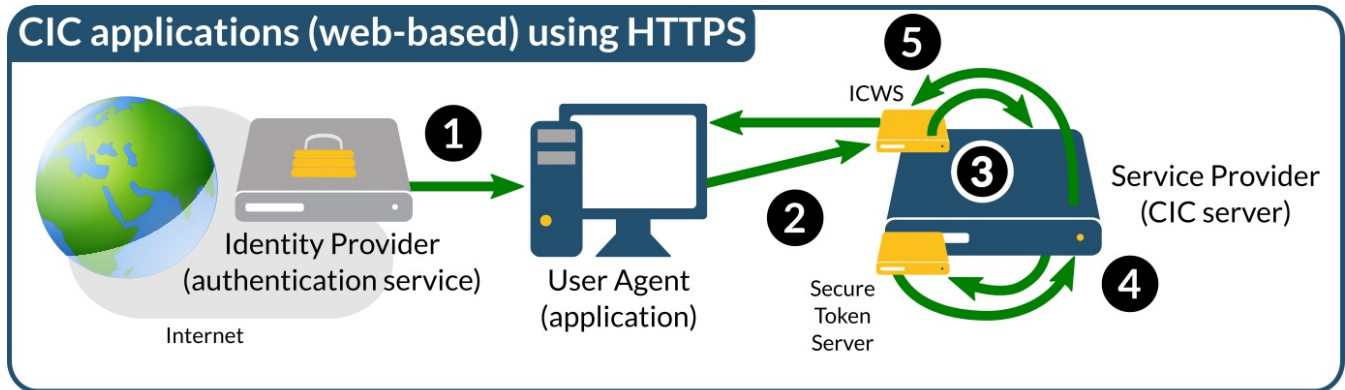 CIC applications (web-based) using HTTPS
5
ICWS
1
3
Service Provider
(CIC server)
2
Identity Provider
(authentication service)
User Agent
(application)
4
Secure
Token
Server
Internet